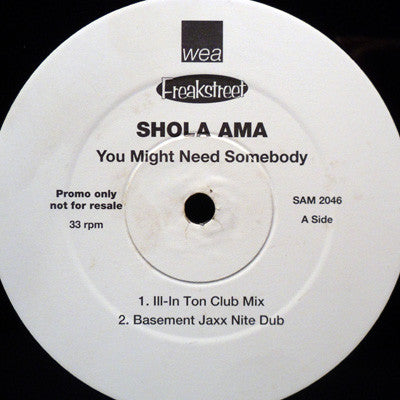 wea
Freakstreet
SHOLA AMA
You Might Need Somebody
Promo only
not for resale
33 rpm
SAM 2046
A Side
1. Ill-In Ton Club Mix
2. Basement Jaxx Nite Dub